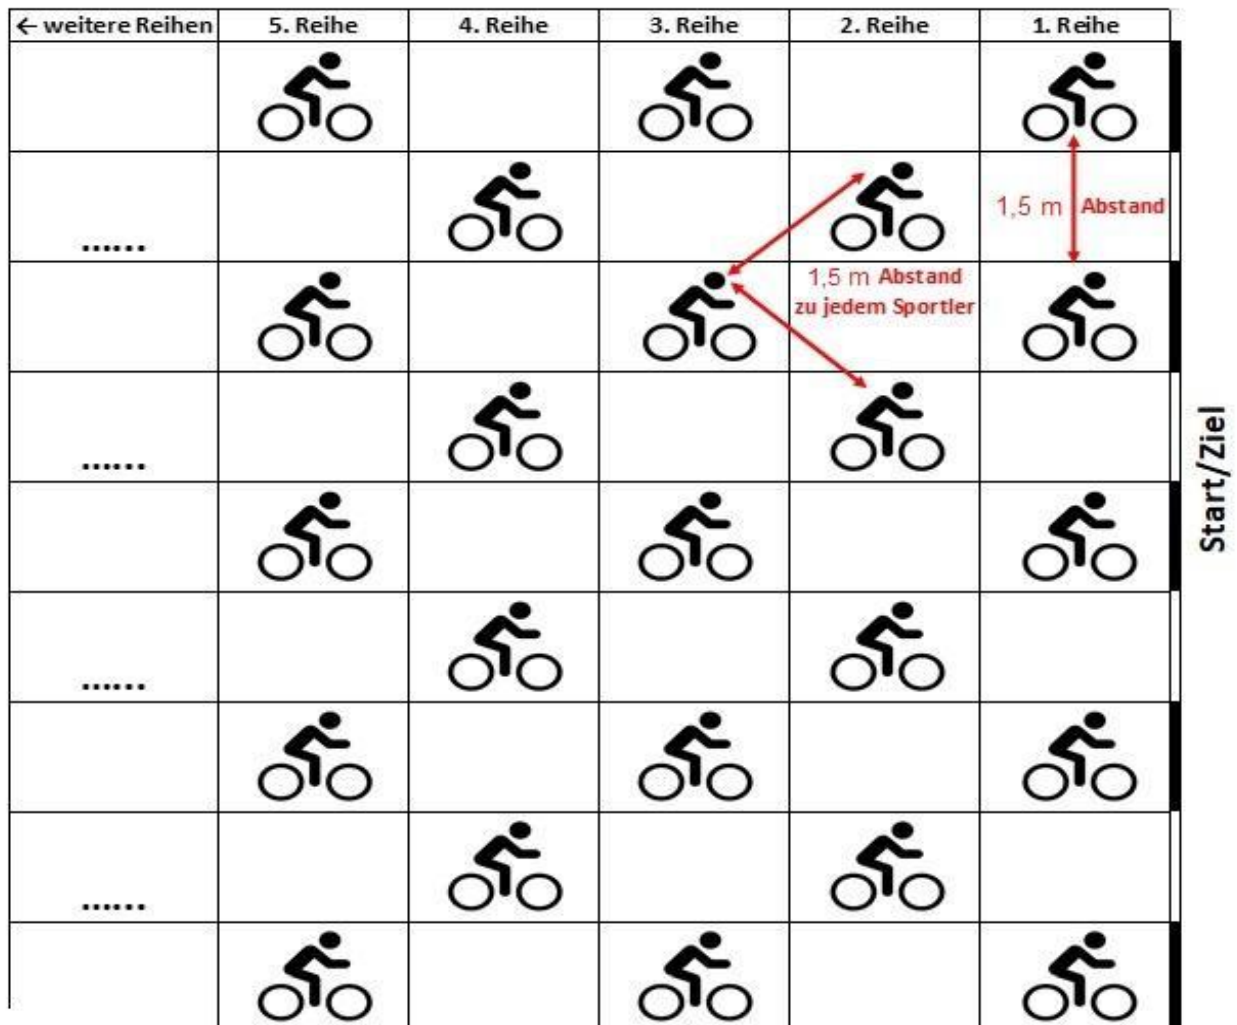 ← weitere Reihen 5. Reihe 4. Reihe 3. Reihe 2. Reihe 1. Reihe
1,5 m Abstand
......
1,5 m Abstand
zu jedem Sportler
......
Start/Ziel
......
......